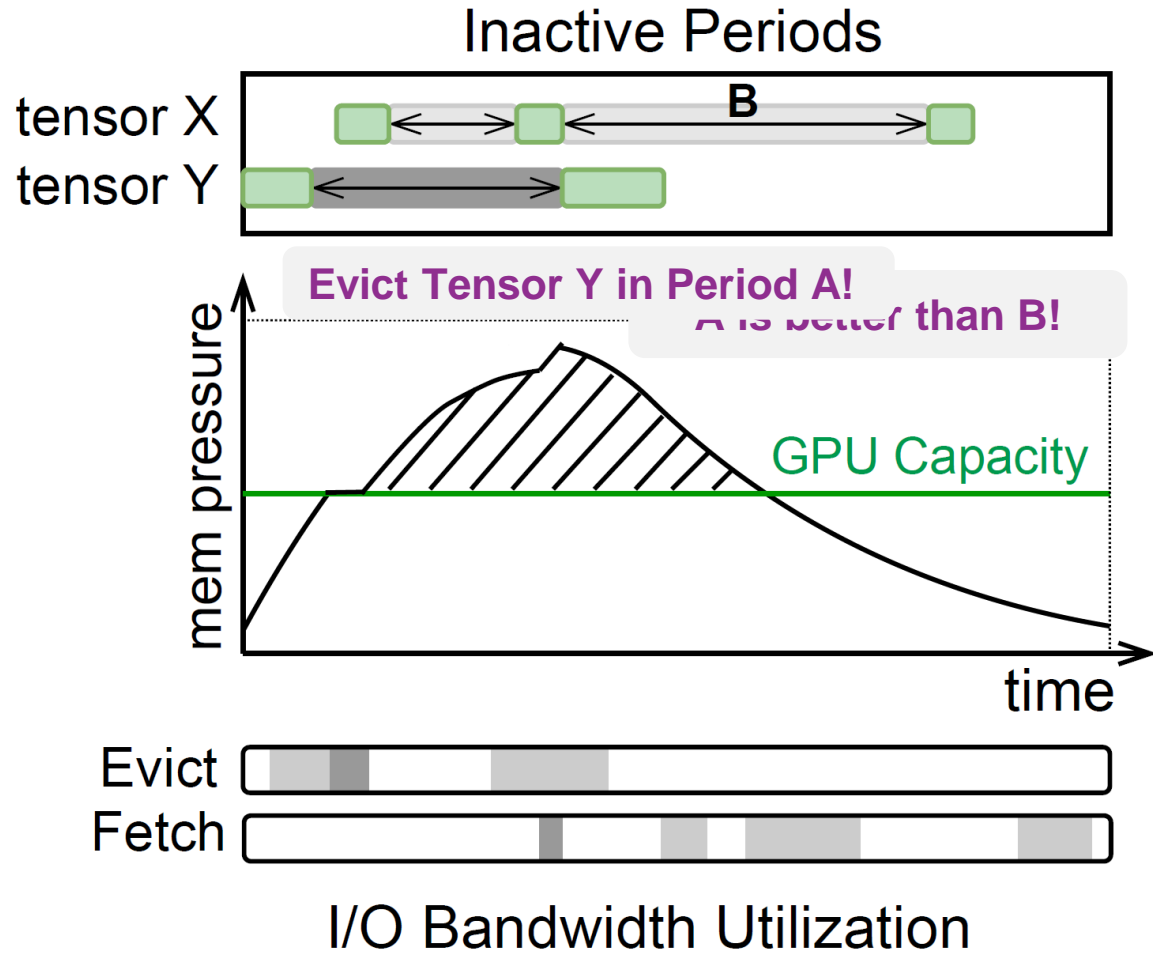 Inactive Periods
tensor X
B
tensor Y
Evict Tensor Y in Period A!
A is better than B!
mem pressure
GPU Capacity
time
Evict
Fetch
I/O Bandwidth Utilization